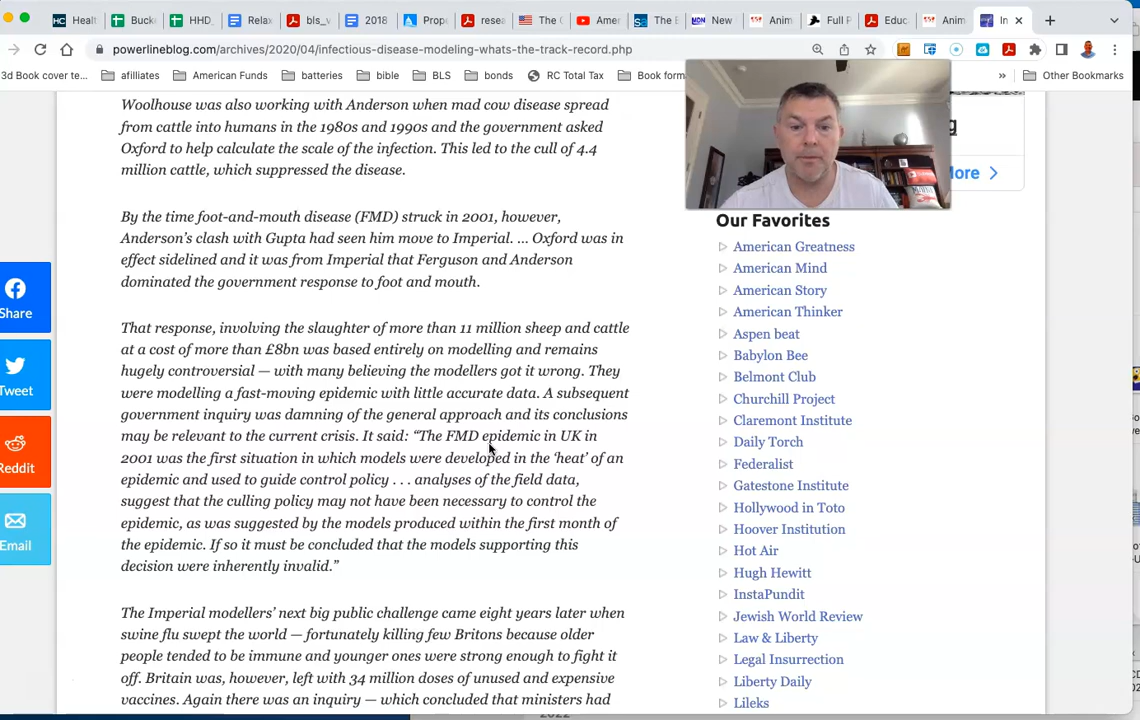 Healt
Buck
HHD_
Relax
bls_v
2018
Prop
resea
The C
Amer
The E
New
Anim
Full P
Educ
Anim
In
powerlineblog.com/archives/2020/04/infectious-disease-modeling-whats-the-track-record.php
3d Book cover te...
afilliates
American Funds
batteries
bible
BLS
bonds
RC Total Tax
Book form
»
Other Bookmarks
Woolhouse was also working with Anderson when mad cow disease spread
from cattle into humans in the 1980s and 1990s and the government asked
Oxford to help calculate the scale of the infection. This led to the cull of 4.4
million cattle, which suppressed the disease.
By the time foot-and-mouth disease (FMD) struck in 2001, however,
Anderson’s clash with Gupta had seen him move to Imperial. … Oxford was in
effect sidelined and it was from Imperial that Ferguson and Anderson
dominated the government response to foot and mouth.
That response, involving the slaughter of more than 11 million sheep and cattle
at a cost of more than £8bn was based entirely on modelling and remains
hugely controversial — with many believing the modellers got it wrong. They
were modelling a fast-moving epidemic with little accurate data. A subsequent
government inquiry was damning of the general approach and its conclusions
may be relevant to the current crisis. It said: “The FMD epidemic in UK in
2001 was the first situation in which models were developed in the ‘heat’ of an
epidemic and used to guide control policy . . . analyses of the field data,
suggest that the culling policy may not have been necessary to control the
epidemic, as was suggested by the models produced within the first month of
the epidemic. If so it must be concluded that the models supporting this
decision were inherently invalid.”
The Imperial modellers’ next big public challenge came eight years later when
swine flu swept the world — fortunately killing few Britons because older
people tended to be immune and younger ones were strong enough to fight it
off. Britain was, however, left with 34 million doses of unused and expensive
vaccines. Again there was an inquiry — which concluded that ministers had
Share
Tweet
Reddit
Email
g
ore
Our Favorites
American Greatness
American Mind
American Story
American Thinker
Aspen beat
Babylon Bee
Belmont Club
Churchill Project
Claremont Institute
Daily Torch
Federalist
Gatestone Institute
Hollywood in Toto
Hoover Institution
Hot Air
Hugh Hewitt
InstaPundit
Jewish World Review
Law & Liberty
Legal Insurrection
Liberty Daily
Lileks
2022